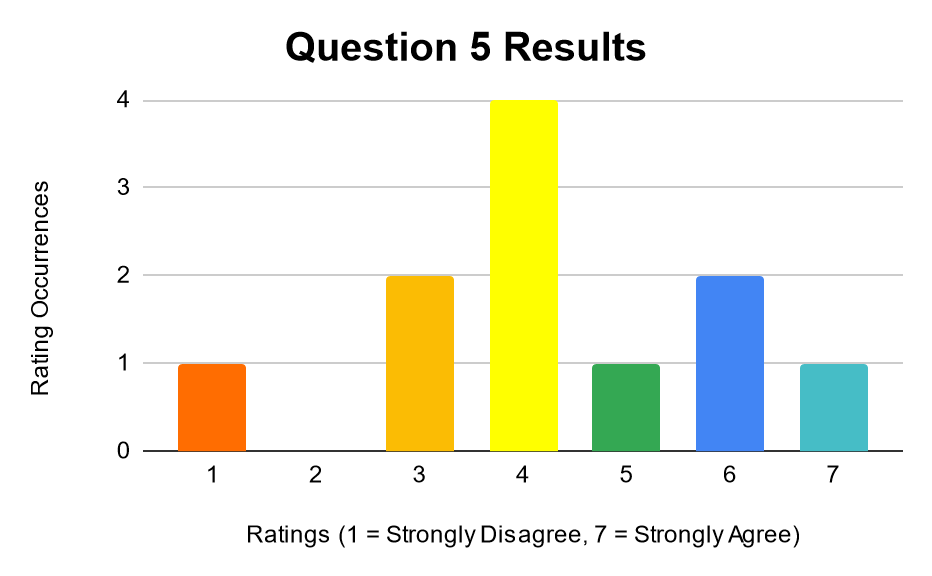 Question 5 Results
4
3
2
1
0
Rating Occurrences
1 2 3 4 5 6 7
Ratings (1 = Strongly Disagree, 7 = Strongly Agree)